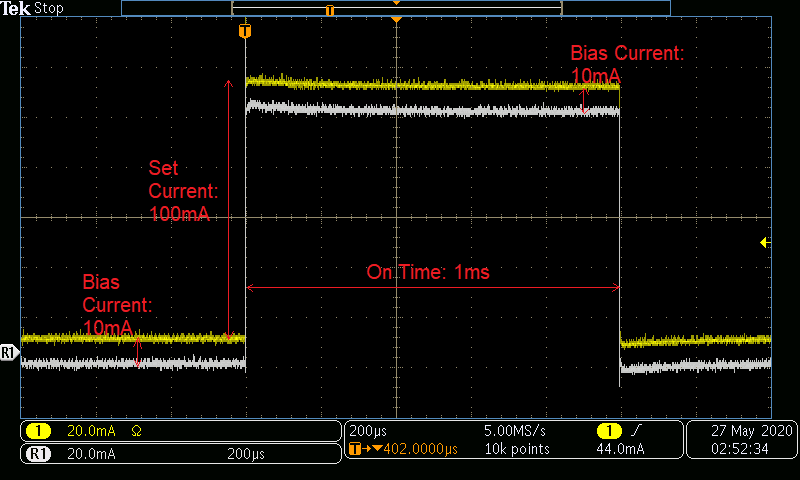 Tek Stop
T
T
Bias Current:
10mA
Set
Current:
100mA
On Time: 1ms
Bias
Current:
10mA
R1
1 20.0mA Ω
R1 20.0mA 200µs
200µs 5.00MS/s 1
T→▼402.0000µs 10k points 44.0mA
27 May 2020
02:52:34